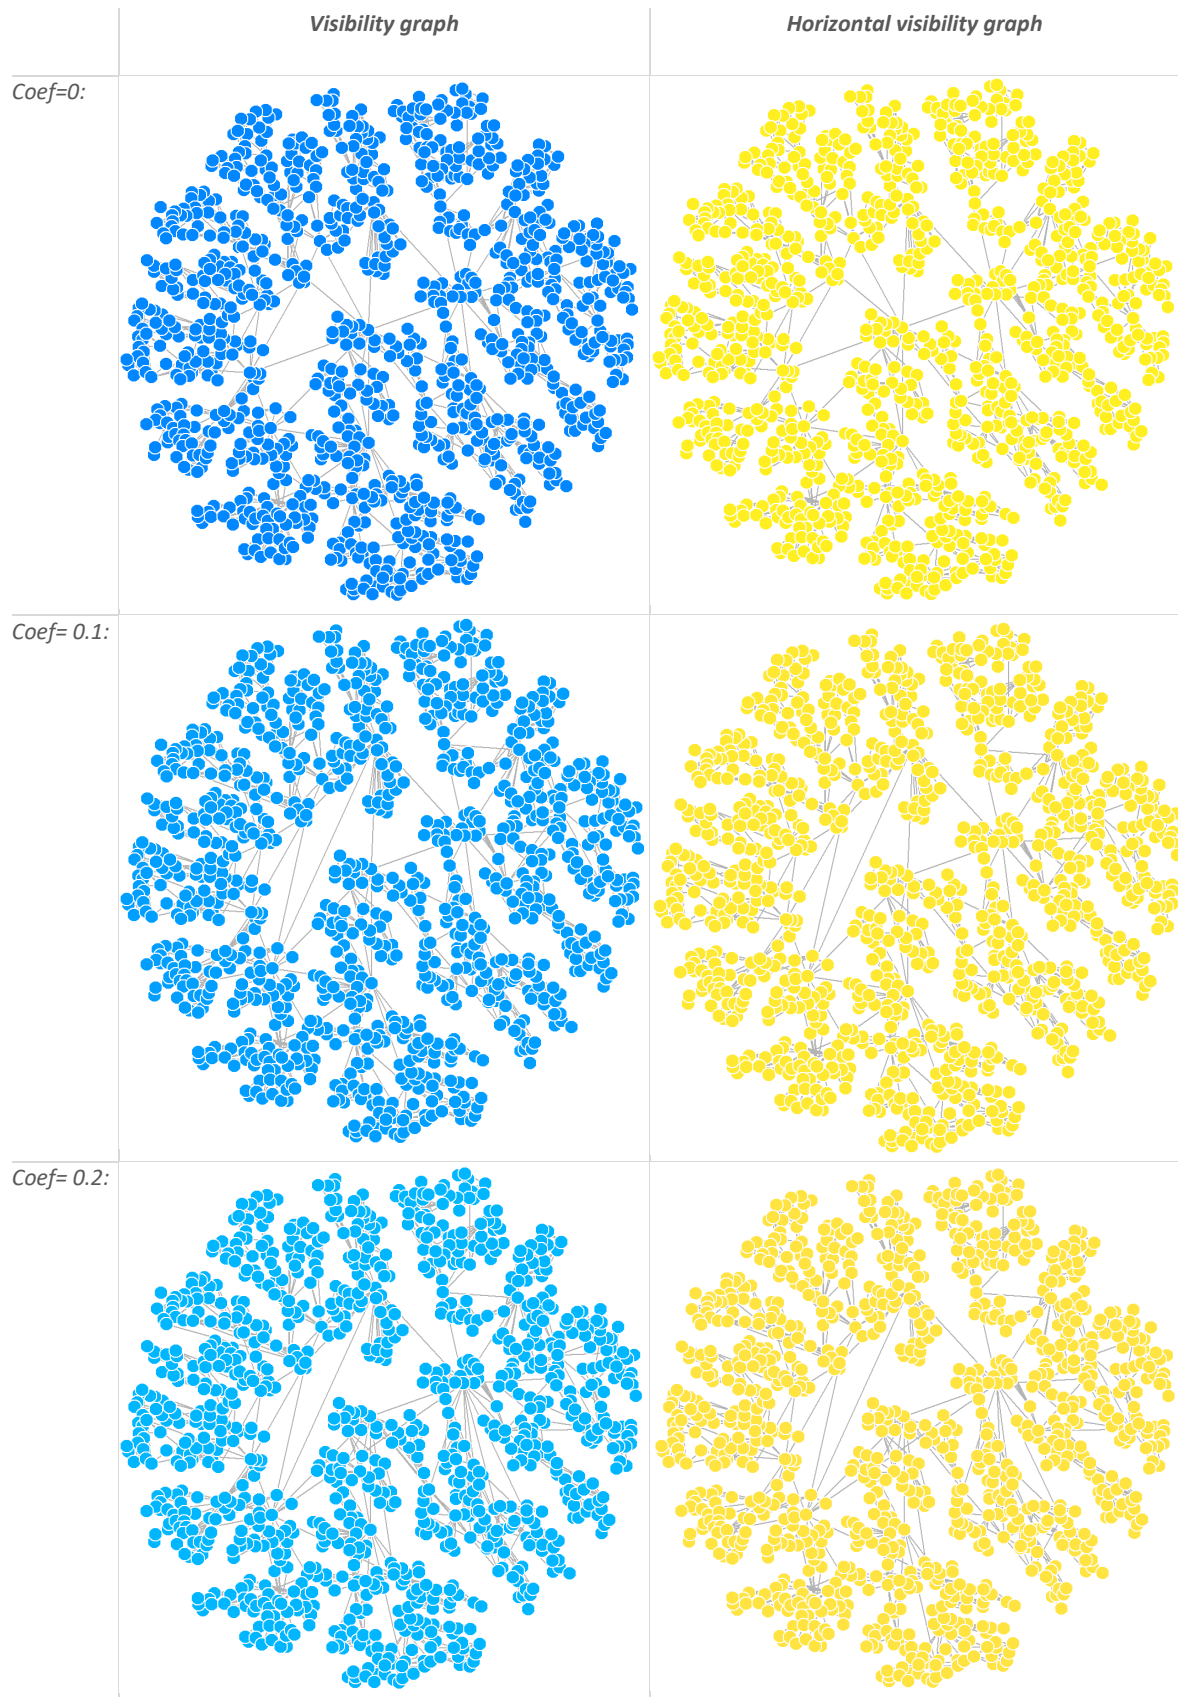 Visibility graph
Horizontal visibility graph
Coef=0:
Coef= 0.1:
Coef= 0.2: